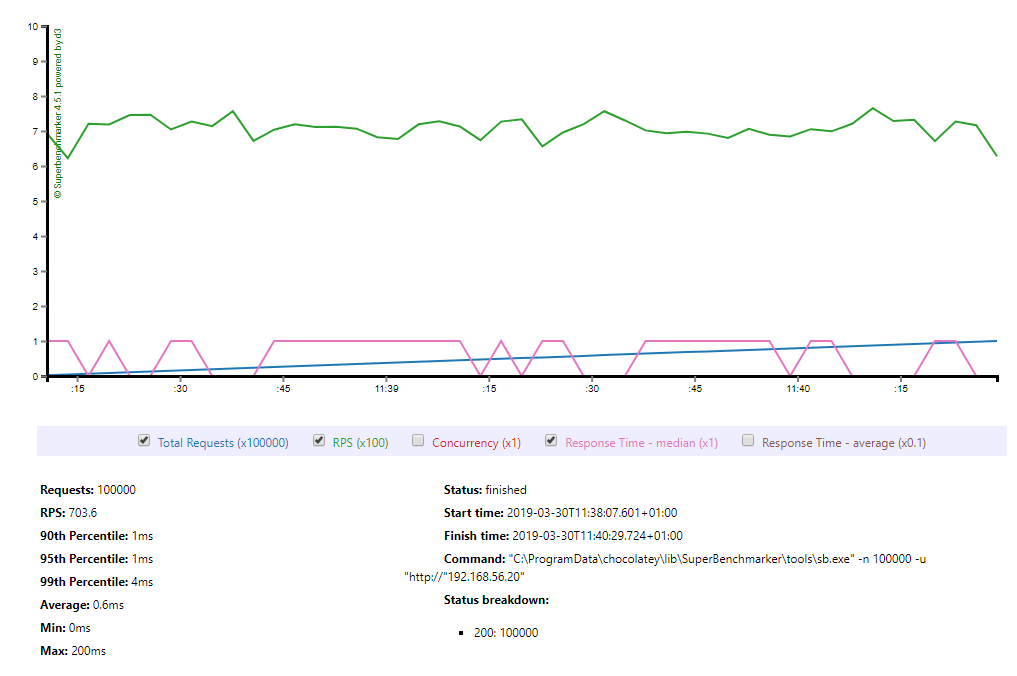 10
9
8
7
6
5
4
3
2
1
0
© Superbenchmarker 4.5.1 powered by d3
:15 :30 :45 11:39 :15 :30 :45 11:40 :15
Total Requests (x100000) RPS (x100) Concurrency (x1) Response Time - median (x1) Response Time - average (x0.1)
Requests: 100000
RPS: 703.6
90th Percentile: 1ms
95th Percentile: 1ms
99th Percentile: 4ms
Average: 0.6ms
Min: 0ms
Max: 200ms
Status: finished
Start time: 2019-03-30T11:38:07.601+01:00
Finish time: 2019-03-30T11:40:29.724+01:00
Command: "C:\ProgramData\chocolatey\lib\SuperBenchmarker\tools\sb.exe" -n 100000 -u
"http://"192.168.56.20"
Status breakdown:
▪ 200: 100000